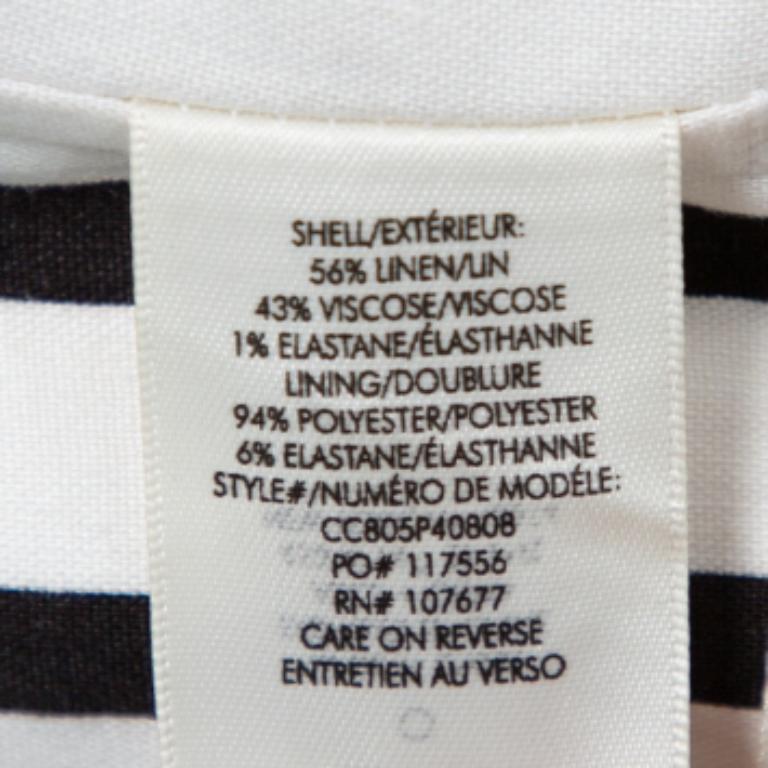 SHELL/EXTÉRIEUR:
56% LINEN/LIN
43% VISCOSE/VISCOSE
1% ELASTANE/ÉLASTHANNE
LINING/DOUBLURE
94% POLYESTER/POLYESTER
6% ELASTANE/ÉLASTHANNE
STYLE#/NUMÉRO DE MODÉLE:
CC805P40808
PO# 117556
RN# 107677
CARE ON REVERSE
ENTRETIEN AU VERSO